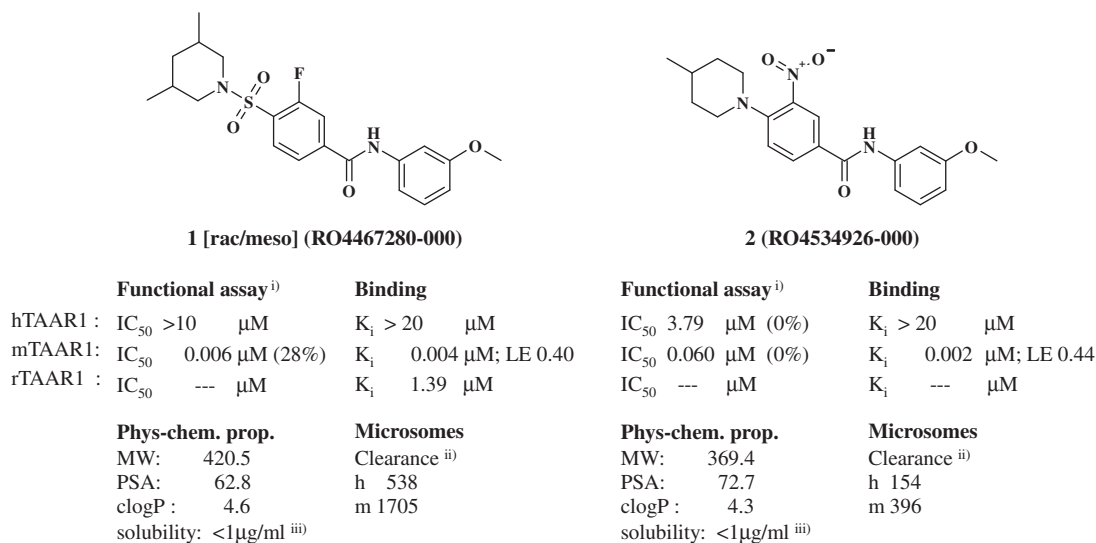 F
N
S
O
O
H
N
O
O
1 [rac/meso] (RO4467280-000)
Functional assay i) Binding
hTAAR1 : IC50 >10 µM Ki > 20 µM
mTAAR1: IC50 0.006 µM (28%) Ki 0.004 µM; LE 0.40
rTAAR1 : IC50 --- µM Ki 1.39 µM
Phys-chem. prop. Microsomes
MW: 420.5 Clearance ii)
PSA: 62.8 h 538
clogP : 4.6 m 1705
solubility: <1µg/ml iii)
O
N+
O-
N
H
N
O
O
2 (RO4534926-000)
Functional assay i) Binding
IC50 3.79 µM (0%) Ki > 20 µM
IC50 0.060 µM (0%) Ki 0.002 µM; LE 0.44
IC50 --- µM Ki --- µM
Phys-chem. prop. Microsomes
MW: 369.4 Clearance ii)
PSA: 72.7 h 154
clogP : 4.3 m 396
solubility: <1µg/ml iii)